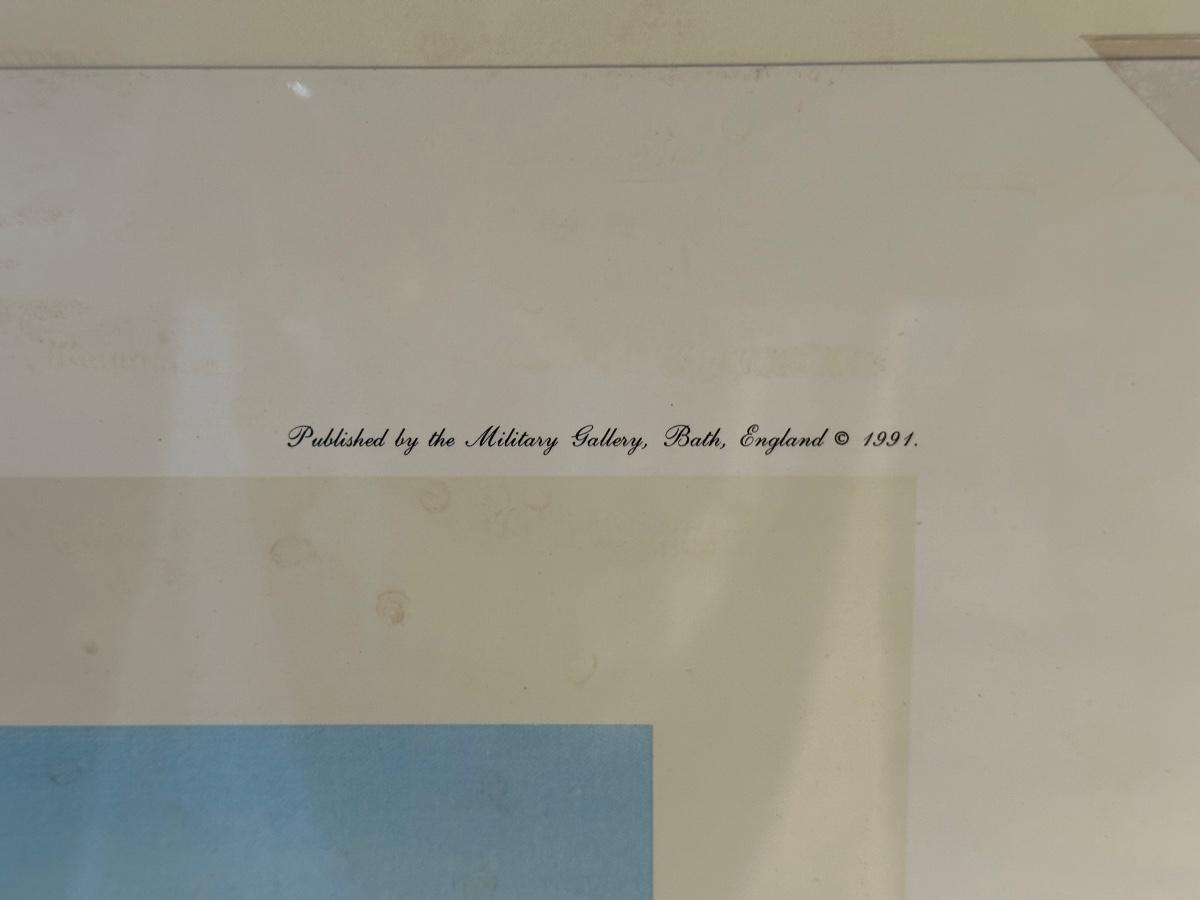 Published by the Military Gallery, Bath, England © 1991.